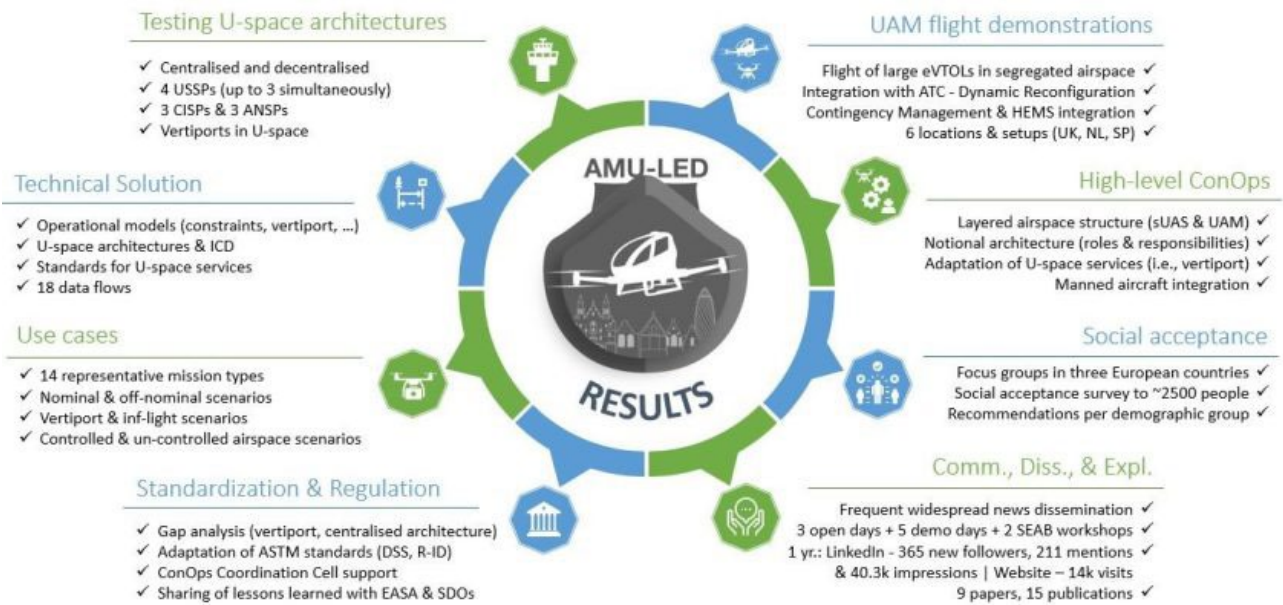 Testing U-space architectures
✓ Centralised and decentralised
✓ 4 USSPs (up to 3 simultaneously)
✓ 3 CISPs & 3 ANSPs
✓ Vertiports in U-space
Technical Solution
✓ Operational models (constraints, vertiport, ...)
✓ U-space architectures & ICD
✓ Standards for U-space services
✓ 18 data flows
Use cases
✓ 14 representative mission types
✓ Nominal & off-nominal scenarios
✓ Vertiport & inf-light scenarios
✓ Controlled & un-controlled airspace scenarios
Standardization & Regulation
✓ Gap analysis (vertiport, centralised architecture)
✓ Adaptation of ASTM standards (DSS, R-ID)
✓ ConOps Coordination Cell support
✓ Sharing of lessons learned with EASA & SDOs
AMU-LED
RESULTS
UAM flight demonstrations
Flight of large eVTOLs in segregated airspace ✓
Integration with ATC - Dynamic Reconfiguration ✓
Contingency Management & HEMS integration ✓
6 locations & setups (UK, NL, SP) ✓
High-level ConOps
Layered airspace structure (sUAS & UAM) ✓
Notional architecture (roles & responsibilities) ✓
Adaptation of U-space services (i.e., vertiport) ✓
Manned aircraft integration ✓
Social acceptance
Focus groups in three European countries ✓
Social acceptance survey to ~2500 people ✓
Recommendations per demographic group ✓
Comm., Diss., & Expl.
Frequent widespread news dissemination ✓
3 open days + 5 demo days + 2 SEAB workshops ✓
1 yr.: LinkedIn - 365 new followers, 211 mentions ✓
& 40.3k impressions | Website – 14k visits
9 papers, 15 publications ✓